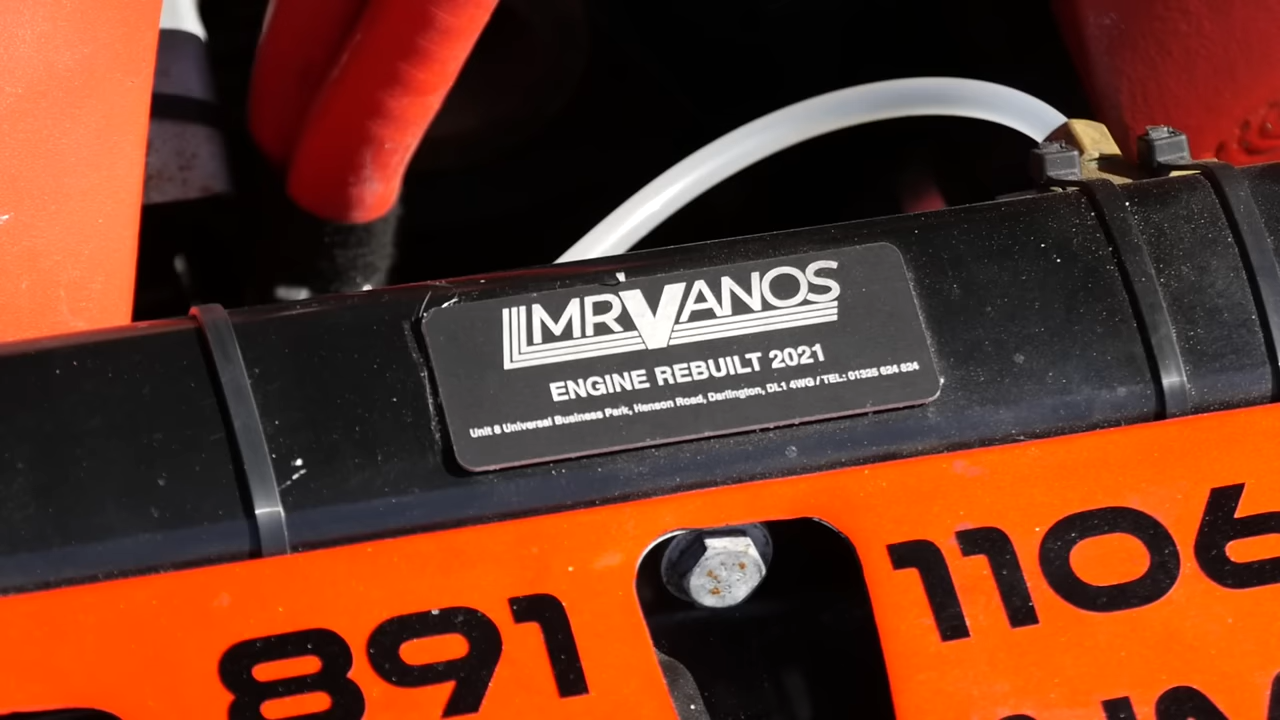 MRVANOS
ENGINE REBUILT 2021
Unit 8 Universal Business Park, Henson Road, Darlington, DL1 4WG / TEL: 01325 624 824
891
1106